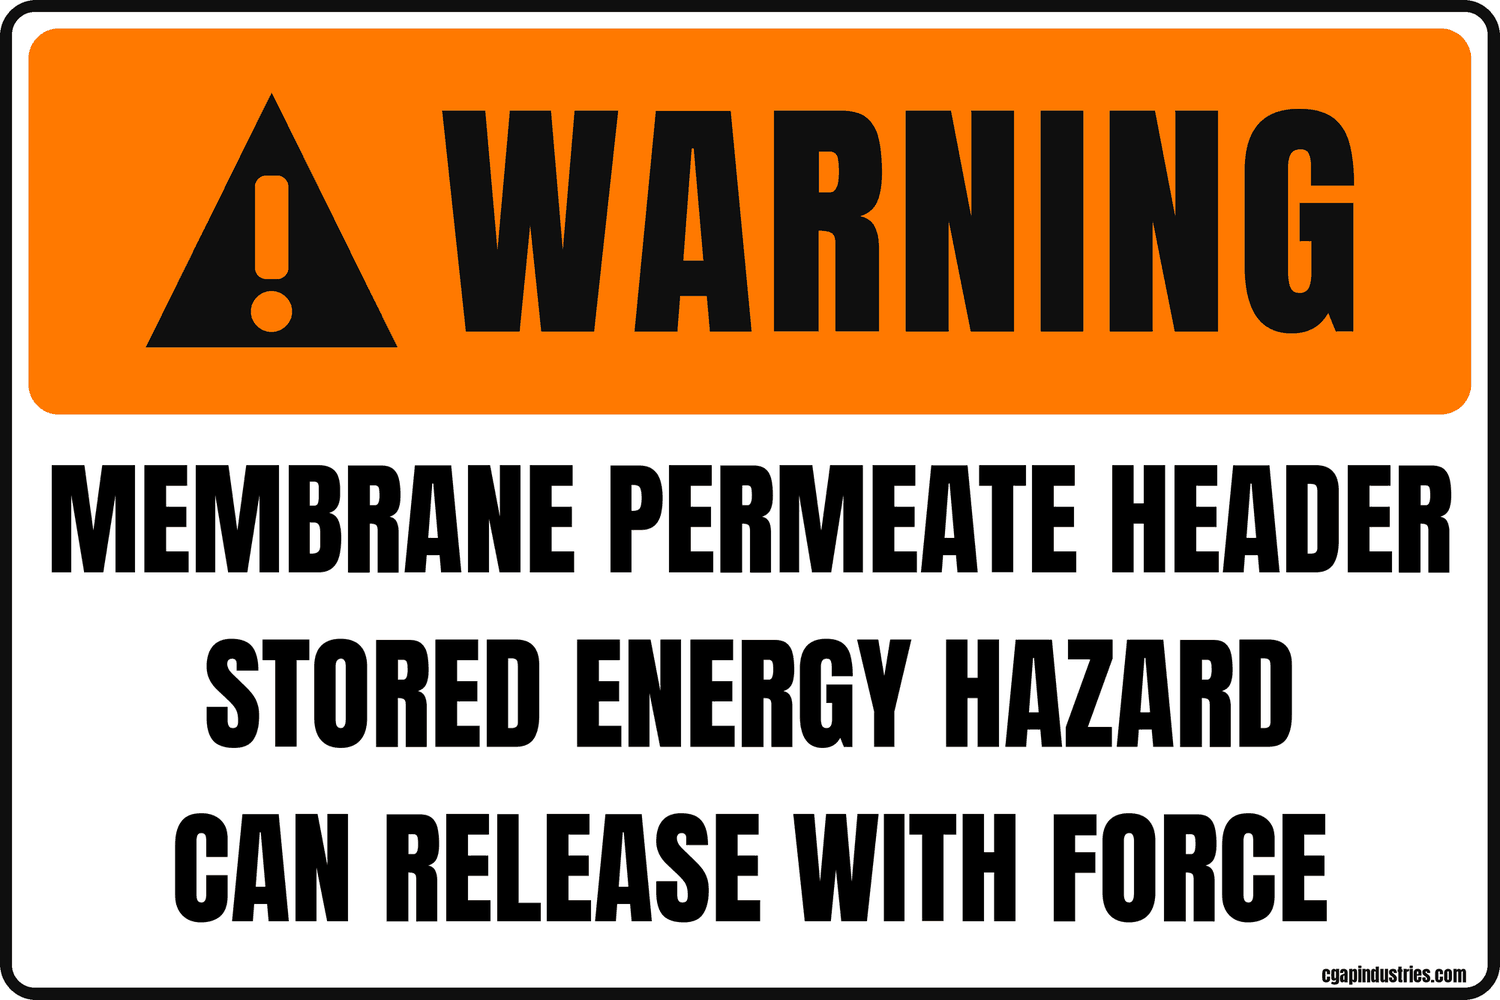 WARNING
MEMBRANE PERMEATE HEADER
STORED ENERGY HAZARD
CAN RELEASE WITH FORCE
cgapindustries.com